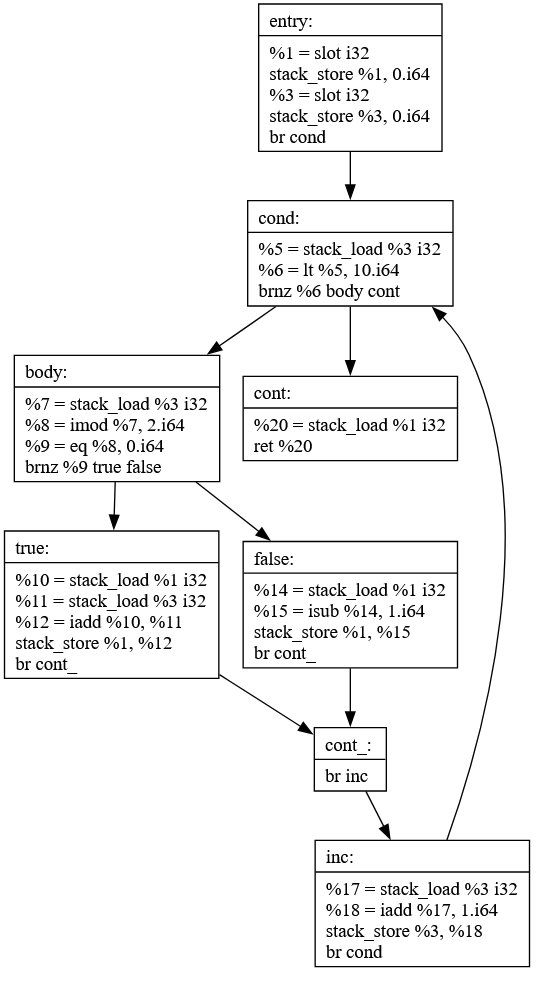 entry:
%1 = slot i32
stack_store %1, 0.i64
%3 = slot i32
stack_store %3, 0.i64
br cond
cond:
%5 = stack_load %3 i32
%6 = lt %5, 10.i64
brnz %6 body cont
body:
%7 = stack_load %3 i32
%8 = imod %7, 2.i64
%9 = eq %8, 0.i64
brnz %9 true false
cont:
%20 = stack_load %1 i32
ret %20
true:
%10 = stack_load %1 i32
%11 = stack_load %3 i32
%12 = iadd %10, %11
stack_store %1, %12
br cont_
false:
%14 = stack_load %1 i32
%15 = isub %14, 1.i64
stack_store %1, %15
br cont_
cont_:
br inc
inc:
%17 = stack_load %3 i32
%18 = iadd %17, 1.i64
stack_store %3, %18
br cond